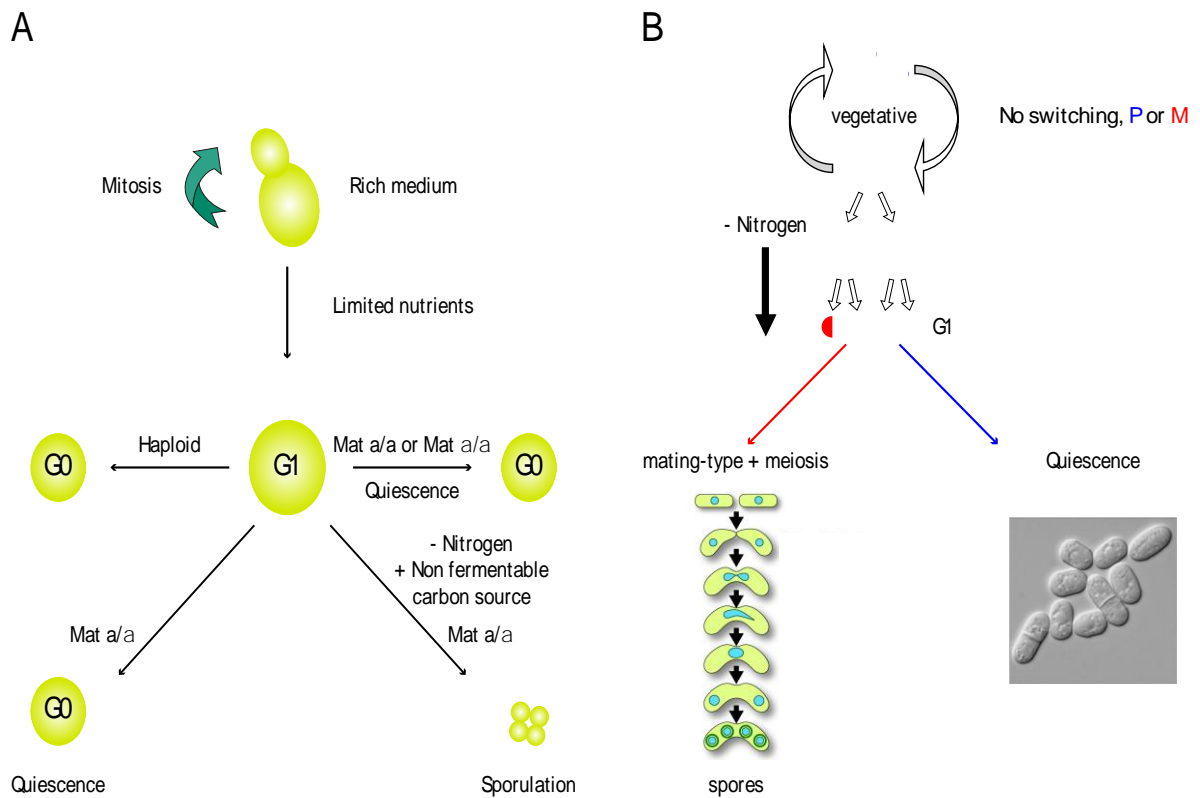 A
Mitosis
Rich medium
Limited nutrients
G0
Haploid
G1
Mat a/a or Mat a/a
Quiescence
G0
- Nitrogen
+ Non fermentable
carbon source
Mat a/a
Mat a/a
G0
Quiescence
Sporulation
B
vegetative
No switching, P or M
- Nitrogen
G1
mating-type + meiosis
Quiescence
spores